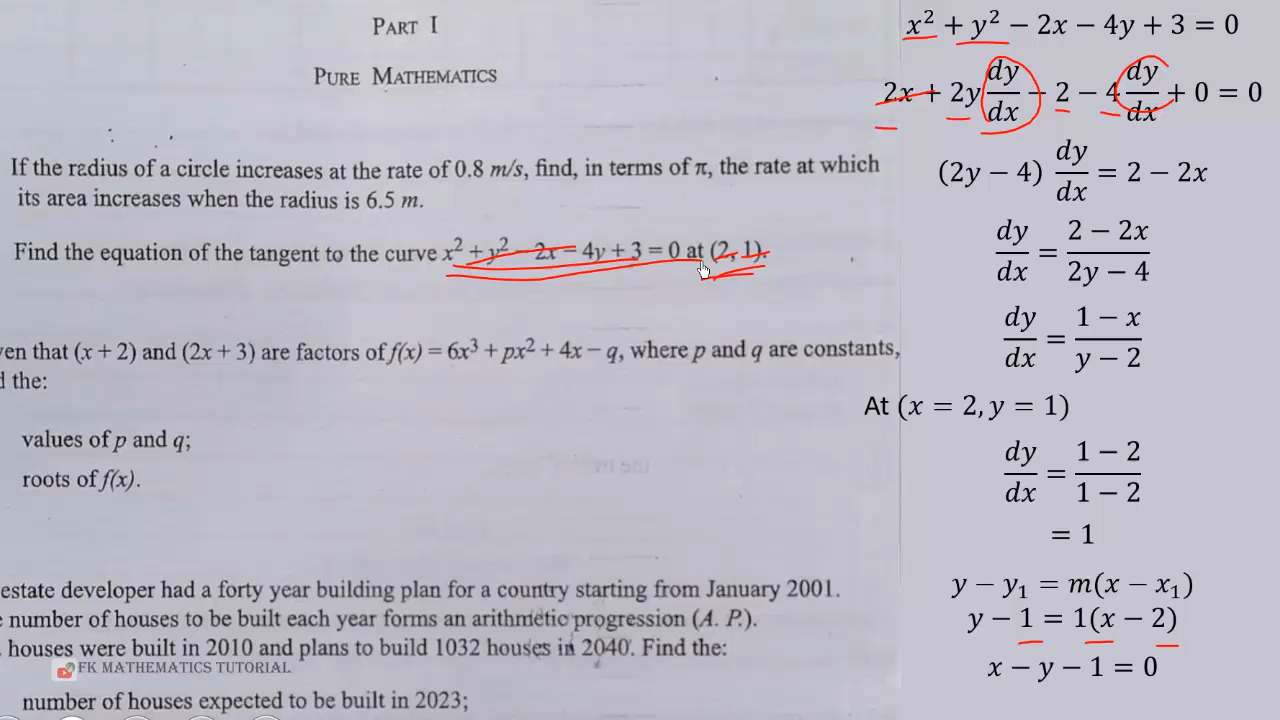 PART I
PURE MATHEMATICS
If the radius of a circle increases at the rate of 0.8 m/s, find, in terms of π, the rate at which
its area increases when the radius is 6.5 m.
Find the equation of the tangent to the curve x² + y² − 2x − 4y + 3 = 0 at (2, 1).
ven that (x + 2) and (2x + 3) are factors of f(x) = 6x³ + px² + 4x − q, where p and q are constants,
d the:
values of p and q;
roots of f(x).
estate developer had a forty year building plan for a country starting from January 2001.
number of houses to be built each year forms an arithmetic progression (A. P.).
houses were built in 2010 and plans to build 1032 houses in 2040. Find the:
FK MATHEMATICS TUTORIAL
number of houses expected to be built in 2023;
x² + y² − 2x − 4y + 3 = 0
2x + 2y dy/dx − 2 − 4 dy/dx + 0 = 0
(2y − 4) dy/dx = 2 − 2x
dy/dx = (2 − 2x)/(2y − 4)
dy/dx = (1 − x)/(y − 2)
At (x = 2, y = 1)
dy/dx = (1 − 2)/(1 − 2)
= 1
y − y₁ = m(x − x₁)
y − 1 = 1(x − 2)
x − y − 1 = 0